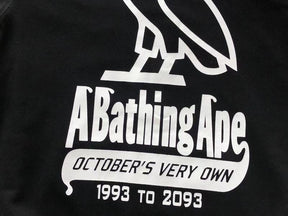 A Bathing Ape
OCTOBER'S VERY OWN
1993 TO 2093